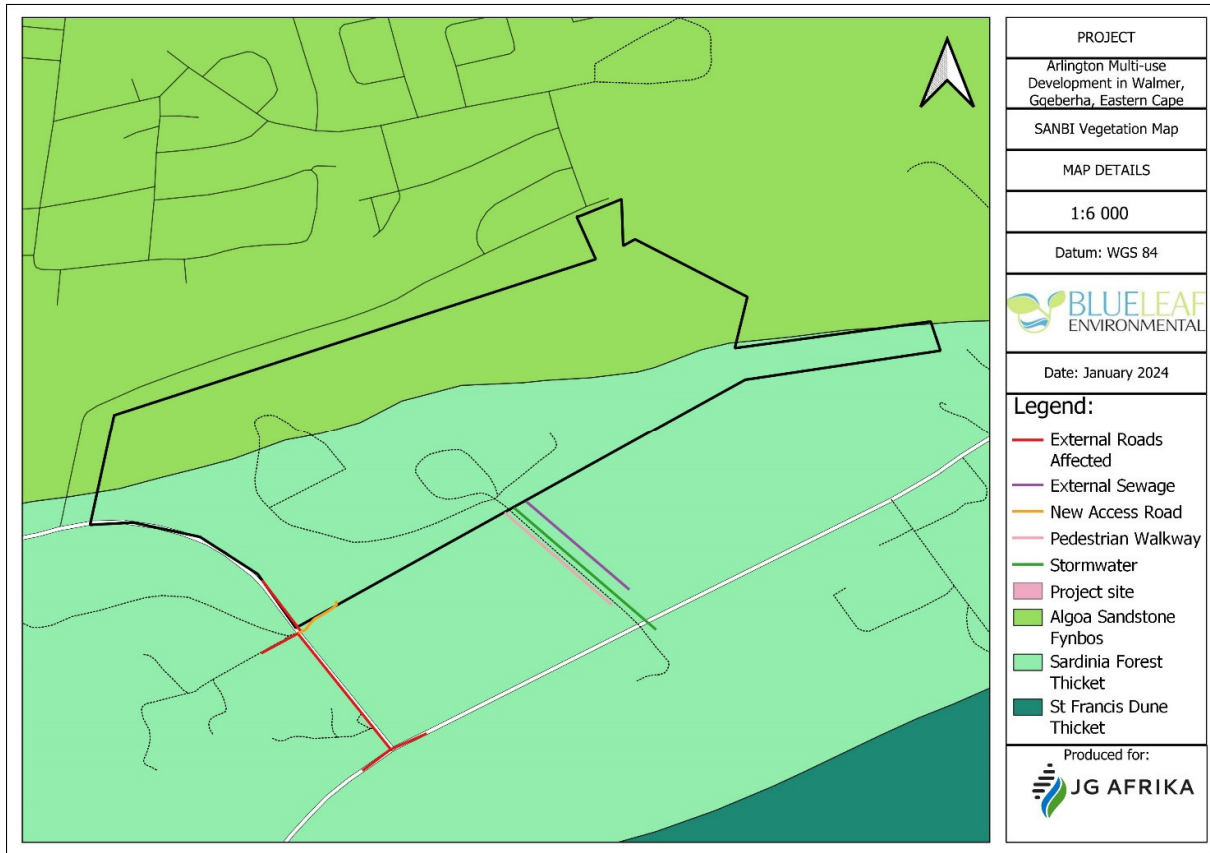 PROJECT
Arlington Multi-use
Development in Walmer,
Gqeberha, Eastern Cape
SANBI Vegetation Map
MAP DETAILS
1:6 000
Datum: WGS 84
BLUELEAF
ENVIRONMENTAL
Date: January 2024
Legend:
External Roads
Affected
External Sewage
New Access Road
Pedestrian Walkway
Stormwater
Project site
Algoa Sandstone
Fynbos
Sardinia Forest
Thicket
St Francis Dune
Thicket
Produced for:
JG AFRIKA